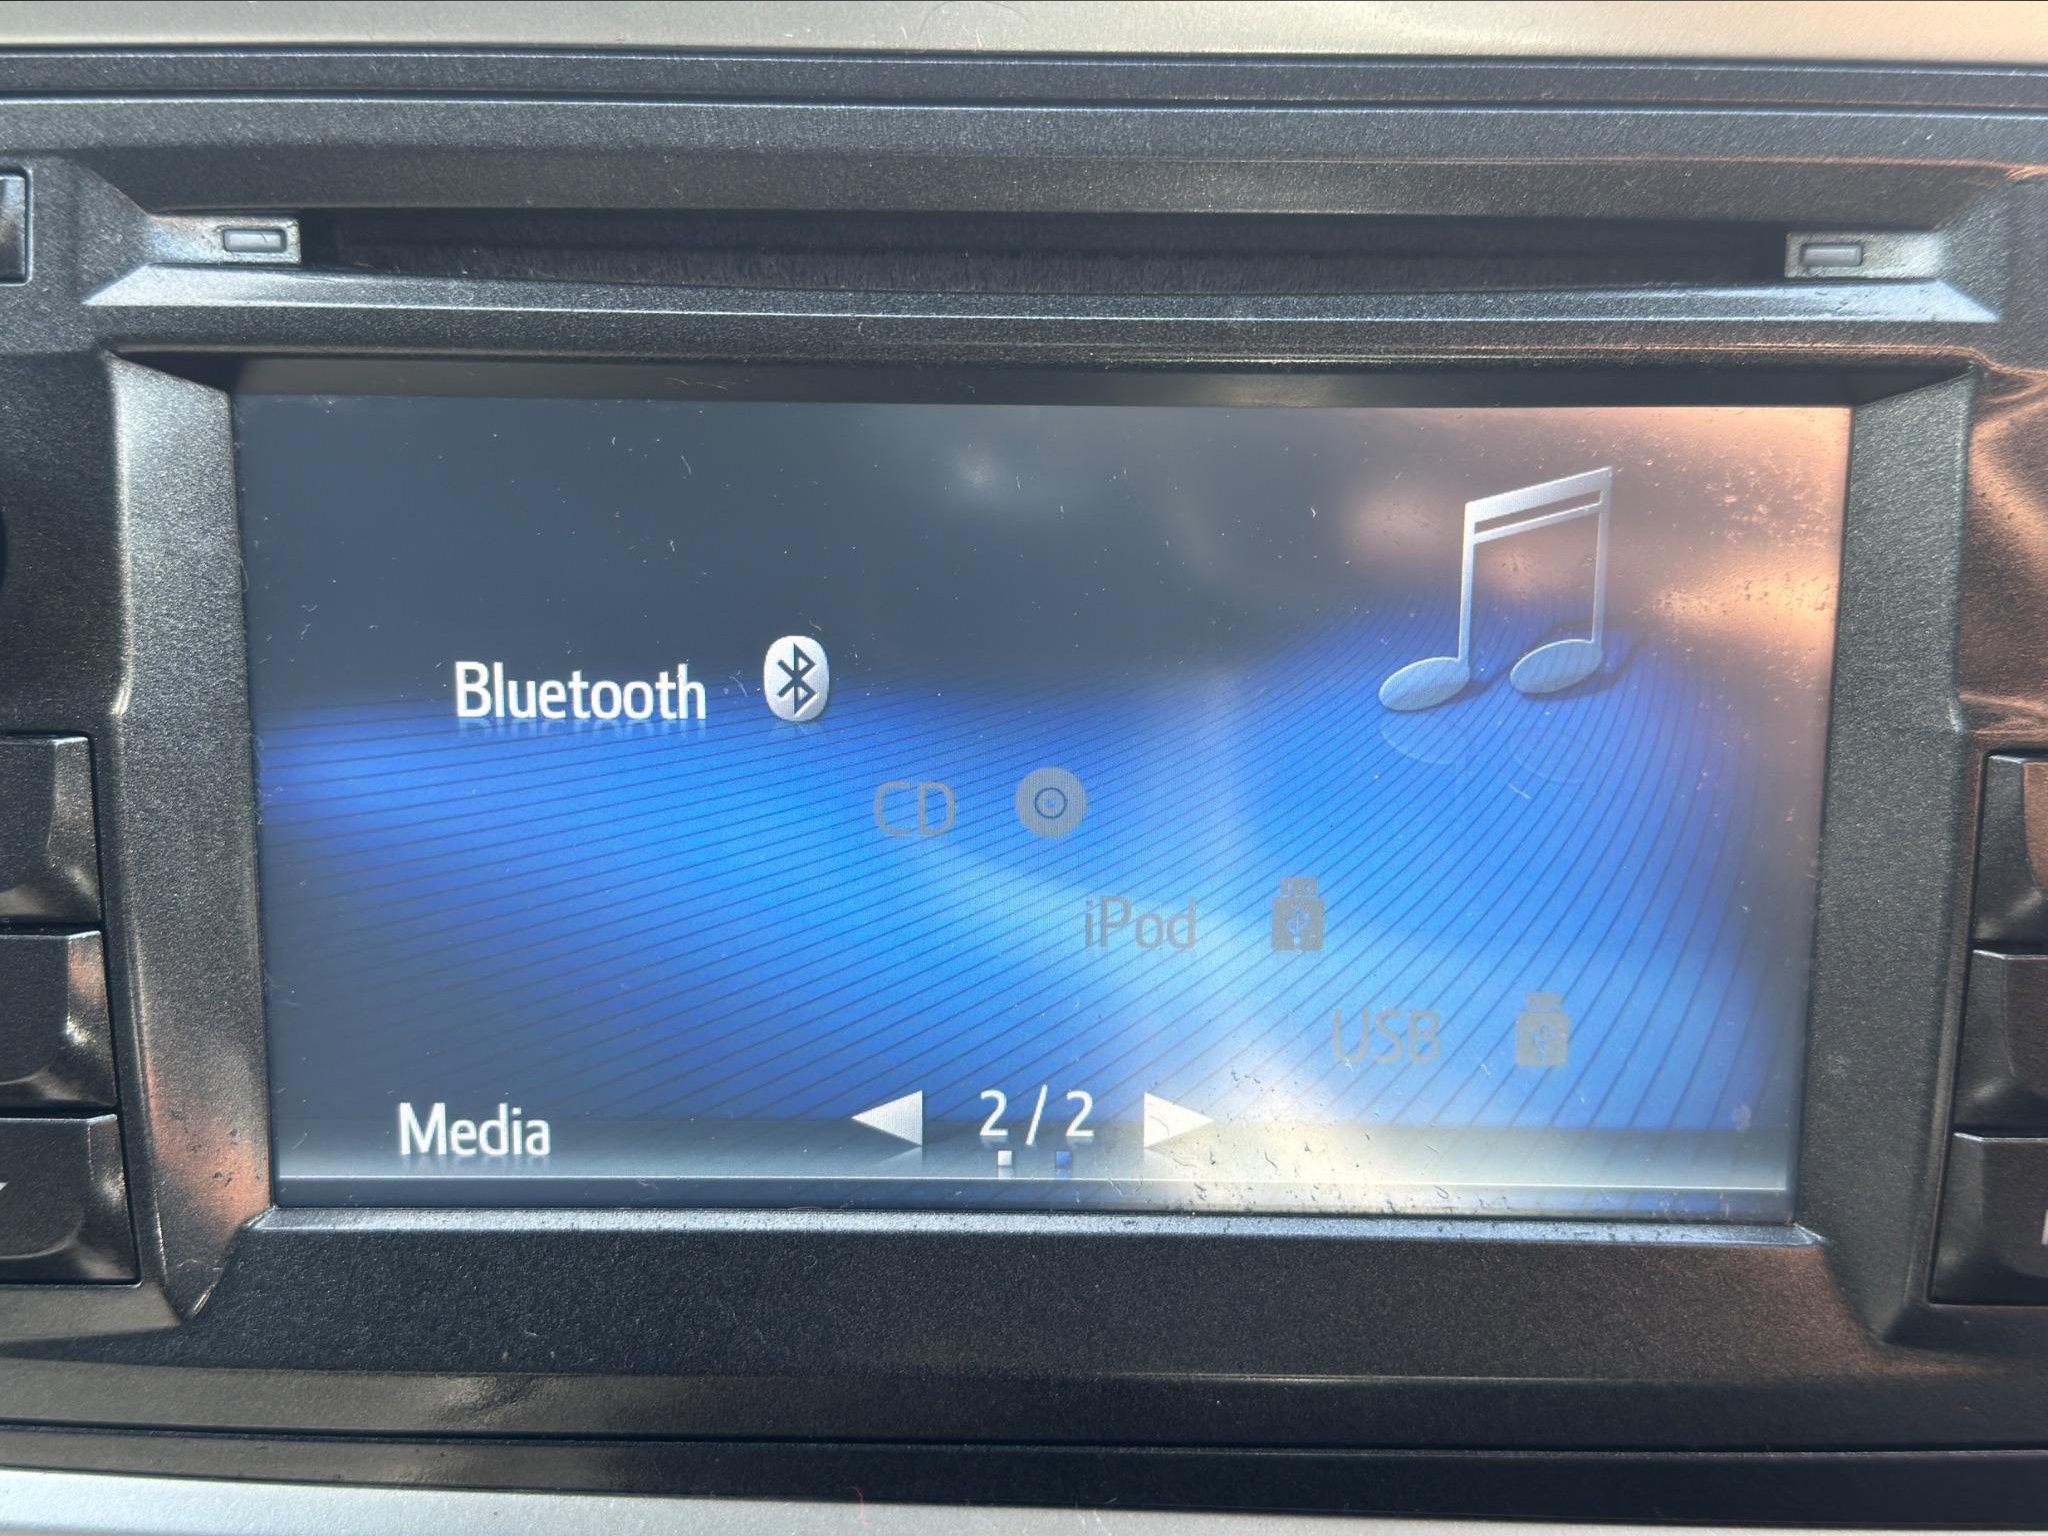 Bluetooth
CD
iPod
USB
Media
2 / 2